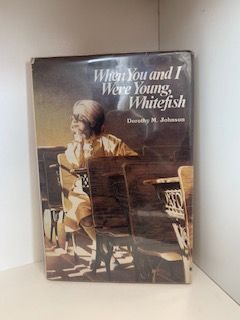 When You and I
Were Young,
Whitefish
Dorothy M. Johnson